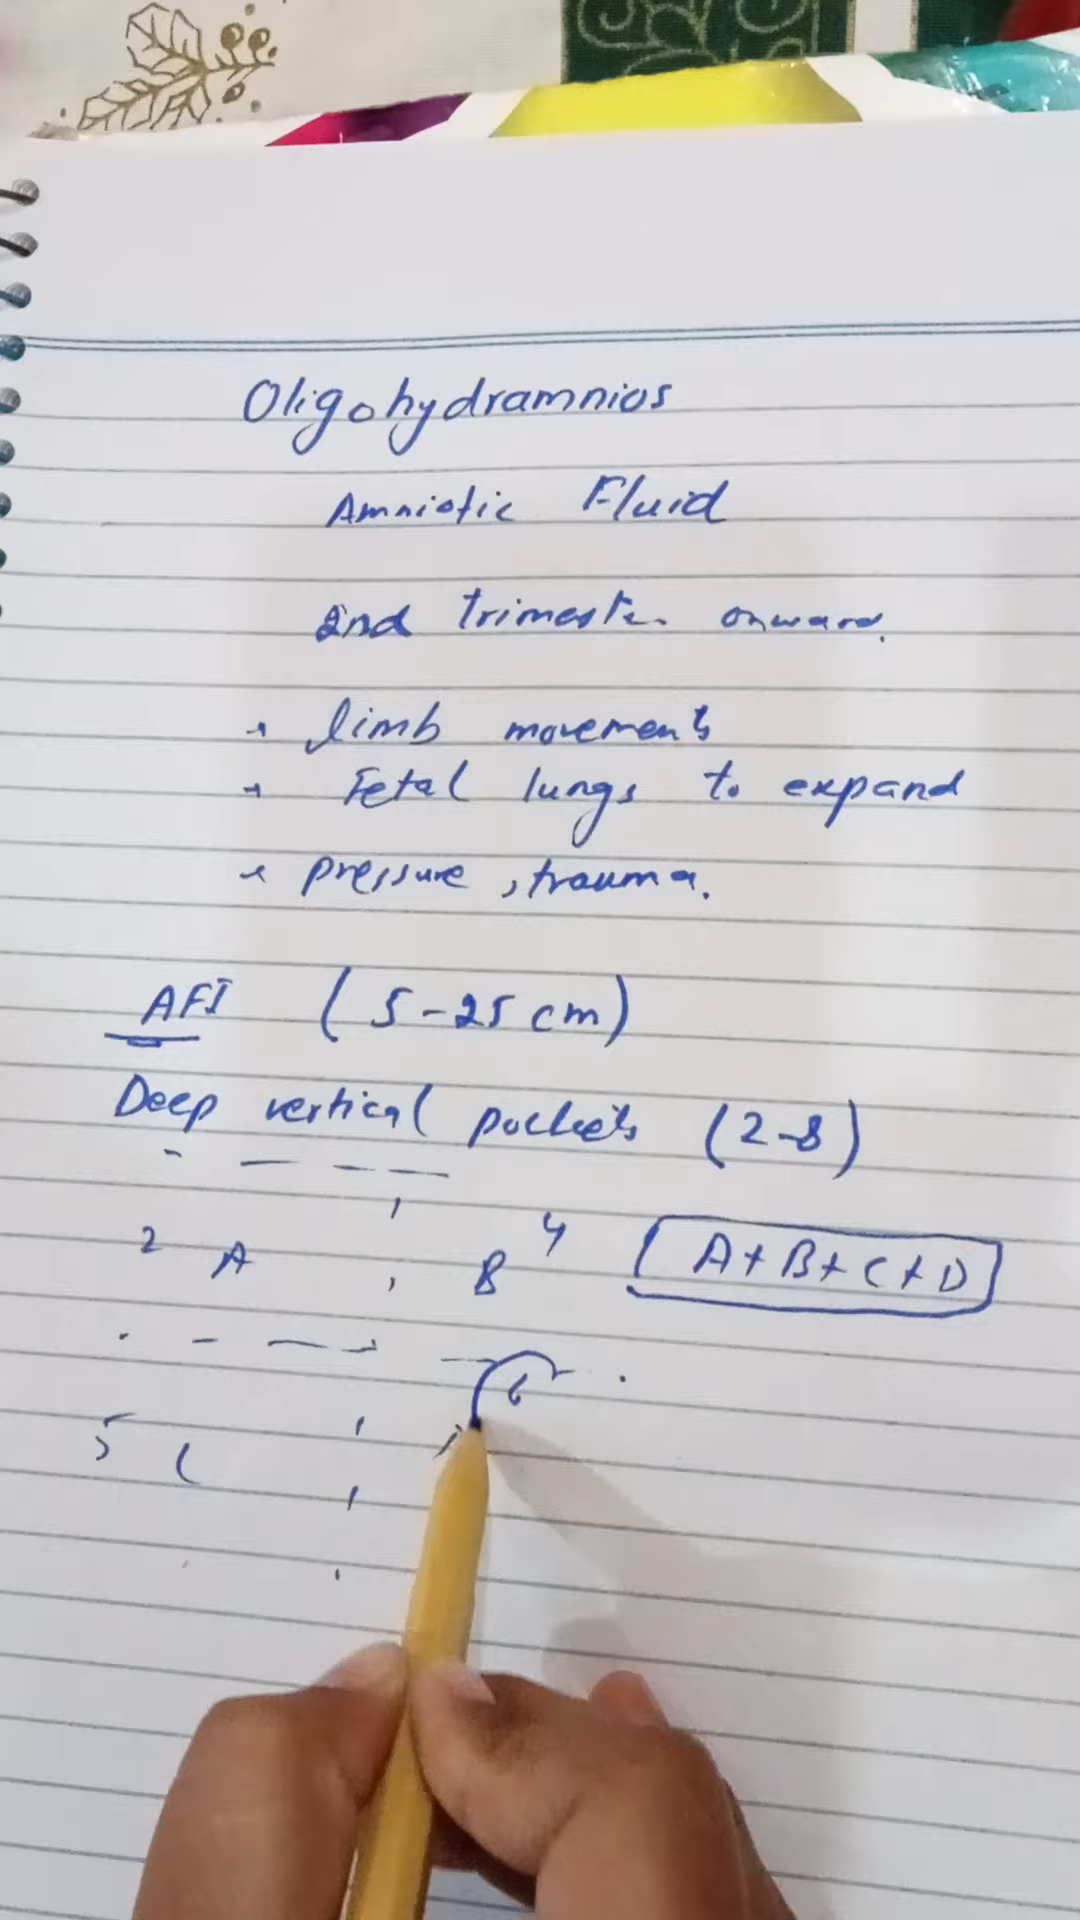 Oligohydramnios
Amniotic Fluid
2nd trimester onward.
limb movements
Fetal lungs to expand
pressure, trauma.
AFI (5-25 cm)
Deep vertical pockets (2-8)
2 A B 4 A+B+C+D
6
5 C